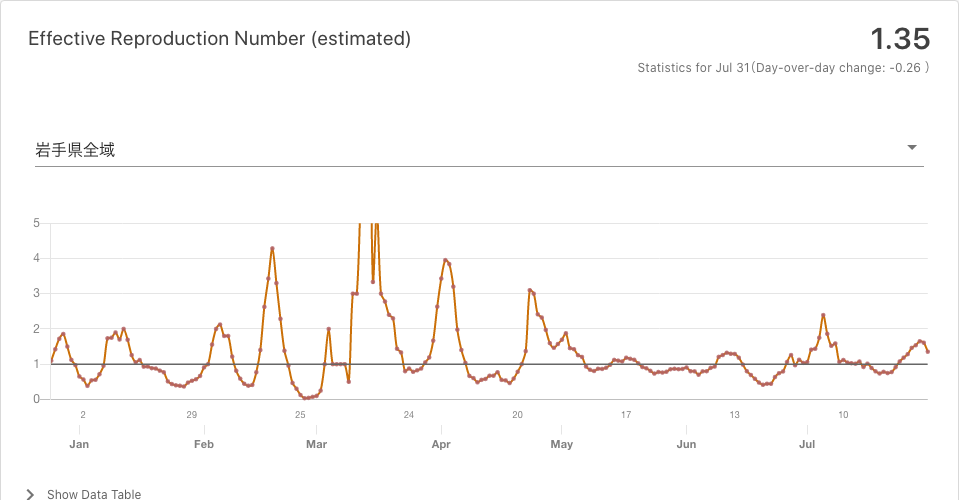 Effective Reproduction Number (estimated)
1.35
Statistics for Jul 31(Day-over-day change: -0.26 )
岩手県全域
5
4
3
2
1
0
2 29 25 24 20 17 13 10
Jan Feb Mar Apr May Jun Jul
Show Data Table